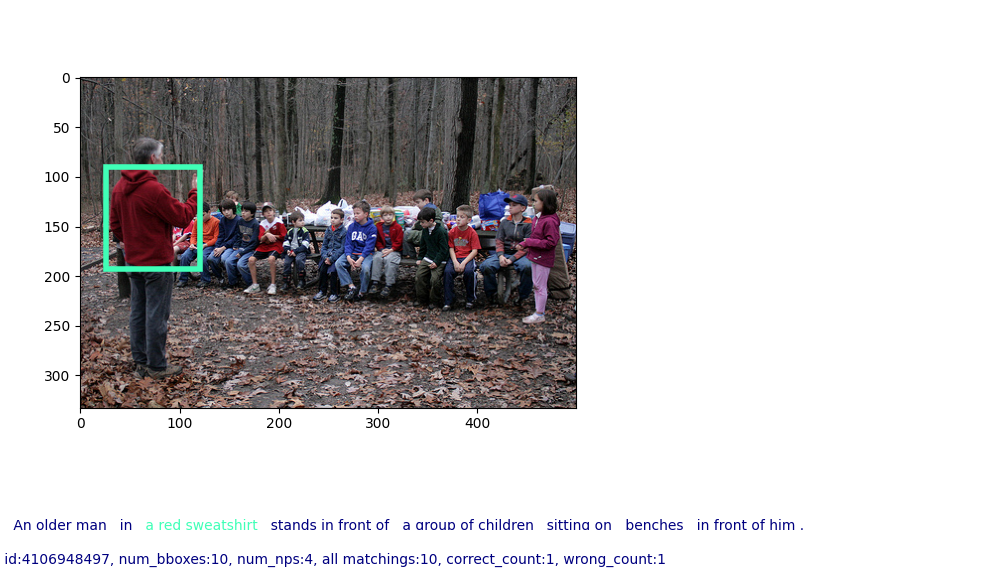 0
50
100
150
200
250
300
0 100 200 300 400
GAP
An older man in a red sweatshirt stands in front of a group of children sitting on benches in front of him .
id:4106948497, num_bboxes:10, num_nps:4, all matchings:10, correct_count:1, wrong_count:1